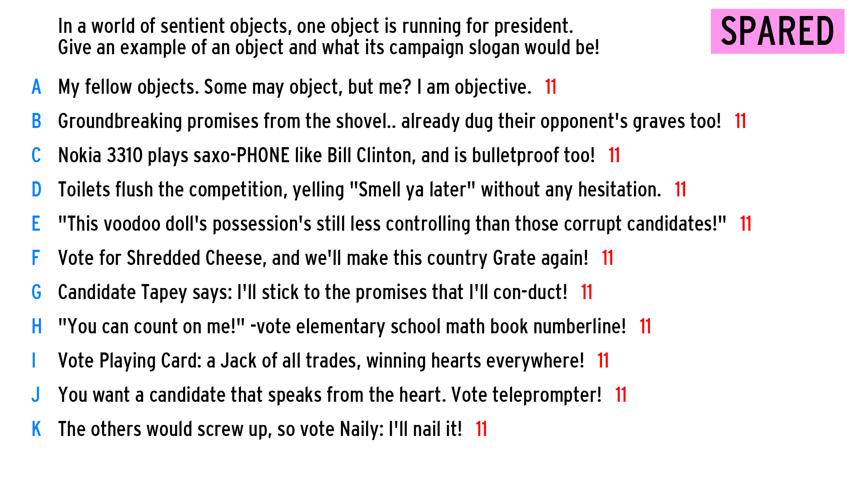 In a world of sentient objects, one object is running for president.
Give an example of an object and what its campaign slogan would be!
SPARED
A My fellow objects. Some may object, but me? I am objective. 11
B Groundbreaking promises from the shovel.. already dug their opponent's graves too! 11
C Nokia 3310 plays saxo-PHONE like Bill Clinton, and is bulletproof too! 11
D Toilets flush the competition, yelling "Smell ya later" without any hesitation. 11
E "This voodoo doll's possession's still less controlling than those corrupt candidates!" 11
F Vote for Shredded Cheese, and we'll make this country Grate again! 11
G Candidate Tapey says: I'll stick to the promises that I'll con-duct! 11
H "You can count on me!" -vote elementary school math book numberline! 11
I Vote Playing Card: a Jack of all trades, winning hearts everywhere! 11
J You want a candidate that speaks from the heart. Vote teleprompter! 11
K The others would screw up, so vote Naily: I'll nail it! 11